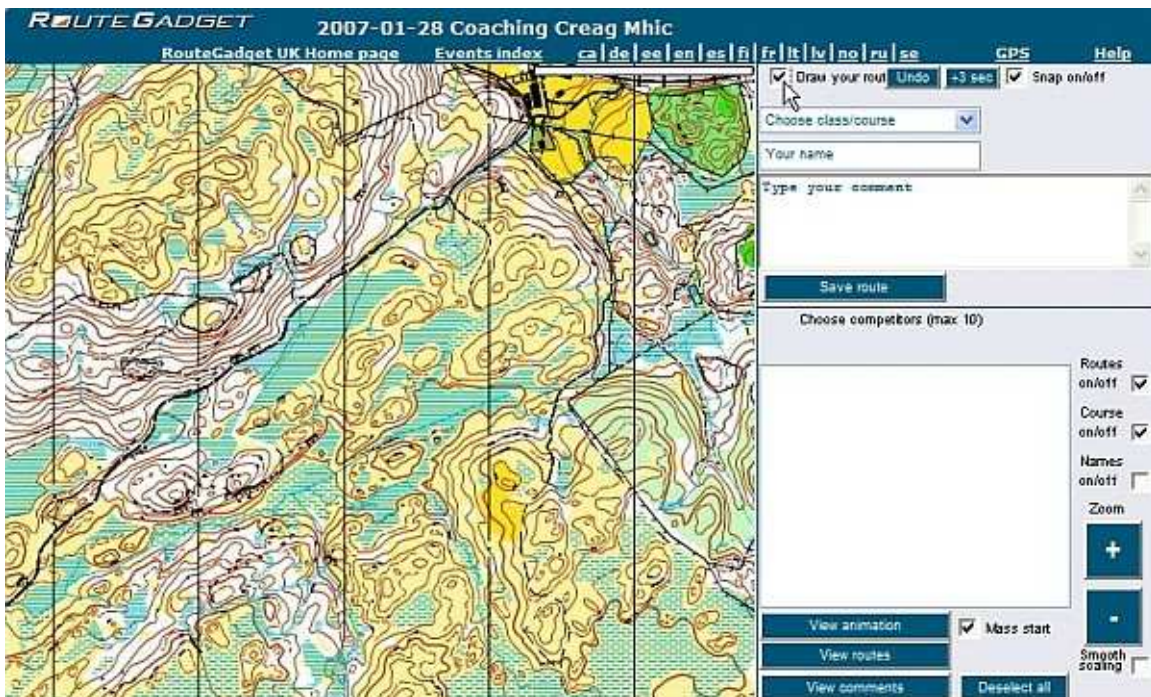 ROUTEGADGET 2007-01-28 Coaching Creag Mhic
RouteGadget UK Home page Events index ca | de | ee | en | es | fi | fr | lt | lv | no | ru | se GPS Help
Draw your rout Undo +3 sec Snap on/off
Choose class/course
Your name
Type your comment
Save route
Choose competitors (max 10)
Routes
on/off
Course
on/off
Names
on/off
Zoom
+
-
View animation Mass start
View routes
Smooth
scaling
View comments Deselect all